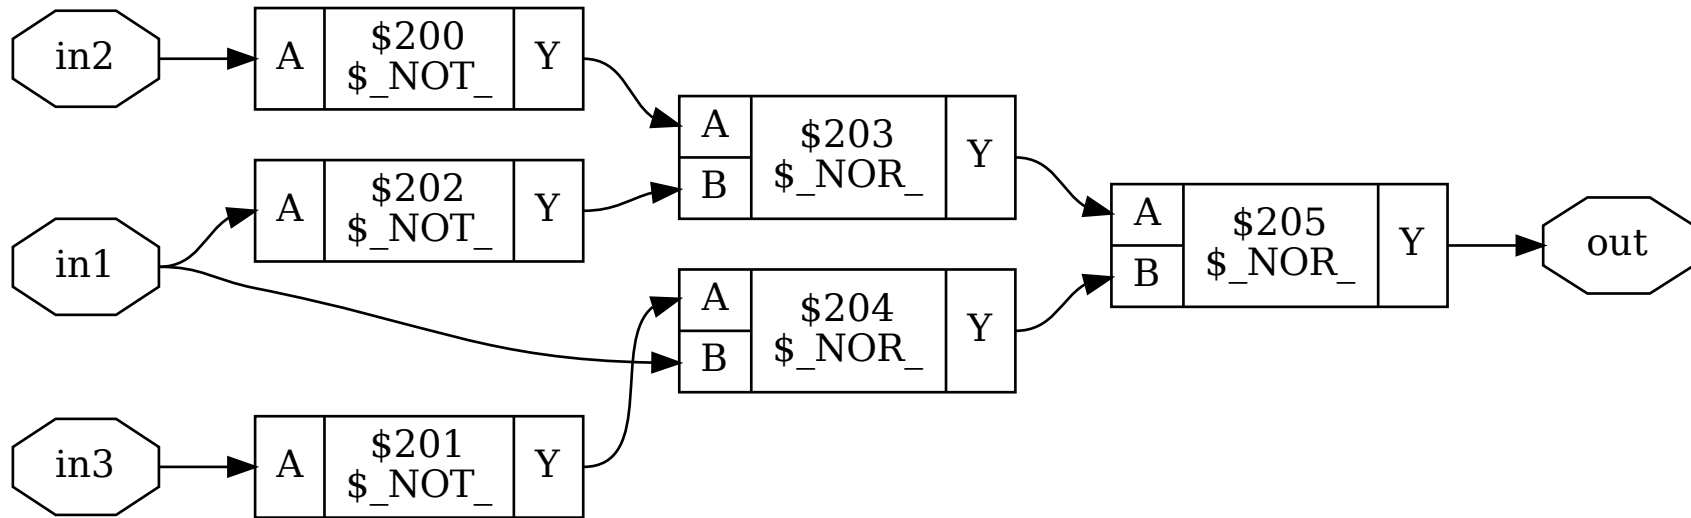 in2
A
$200
$_NOT_
Y
in1
A
$202
$_NOT_
Y
in3
A
$201
$_NOT_
Y
A
B
$203
$_NOR_
Y
A
B
$204
$_NOR_
Y
A
B
$205
$_NOR_
Y
out